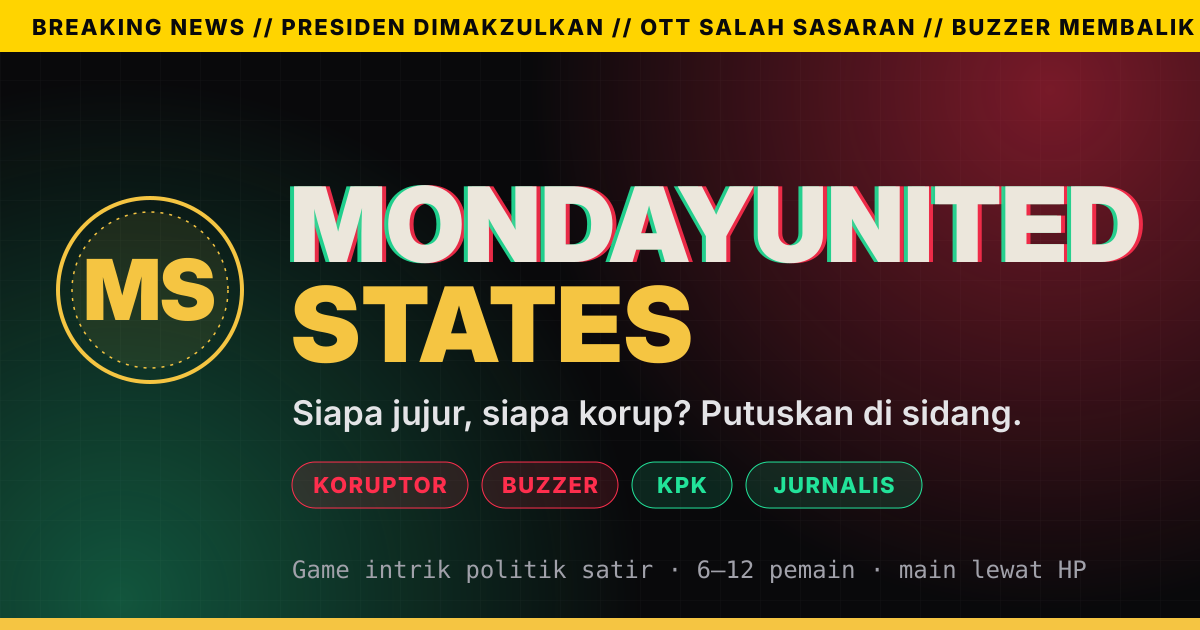 BREAKING NEWS // PRESIDEN DIMAKZULKAN // OTT SALAH SASARAN // BUZZER MEMBALIK
MS
MONDAYUNITED
STATES
Siapa jujur, siapa korup? Putuskan di sidang.
KORUPTOR BUZZER KPK JURNALIS
Game intrik politik satir · 6–12 pemain · main lewat HP